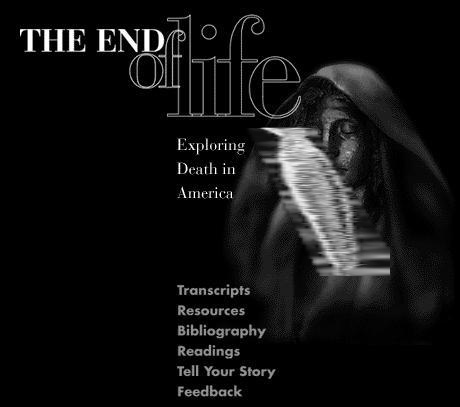 THE END
of life
Exploring
Death in
America
Transcripts
Resources
Bibliography
Readings
Tell Your Story
Feedback